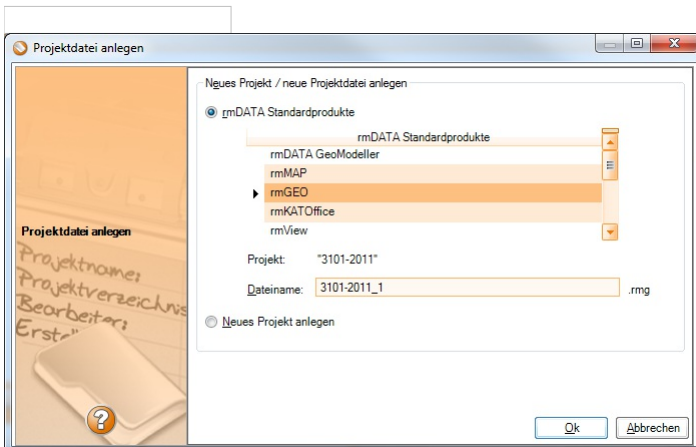 Projektdatei anlegen
Neues Projekt / neue Projektdatei anlegen
rmDATA Standardprodukte
rmDATA Standardprodukte
rmDATA GeoModeller
rmMAP
rmGEO
rmKATOffice
rmView
Projekt: "3101-2011"
Dateiname: 3101-2011_1 .rmg
Neues Projekt anlegen
Projektdatei anlegen
Projektname:
Projektverzeichnis
Bearbeiter:
Erstell
?
Ok Abbrechen